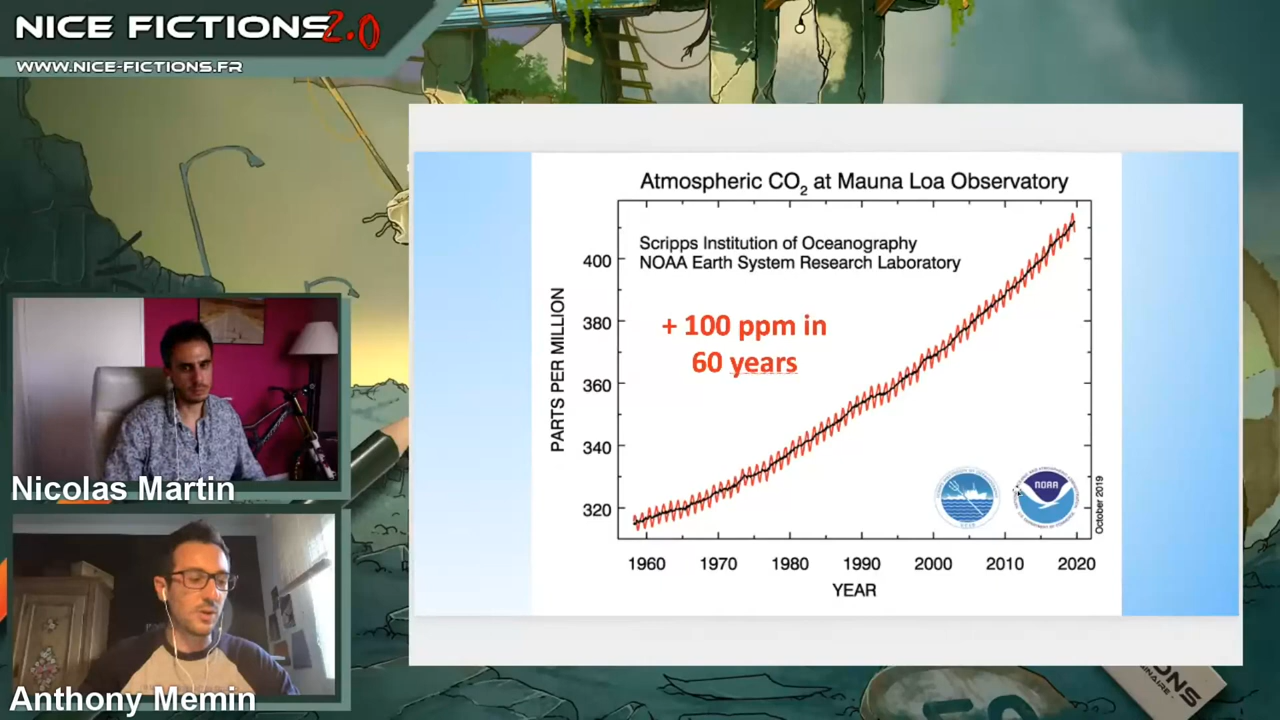 NICE FICTIONS 2.0
WWW.NICE-FICTIONS.FR
Atmospheric CO2 at Mauna Loa Observatory
Scripps Institution of Oceanography
NOAA Earth System Research Laboratory
+ 100 ppm in
60 years
PARTS PER MILLION
400
380
360
340
320
NOAA
October 2019
1960 1970 1980 1990 2000 2010 2020
YEAR
Nicolas Martin
Anthony Memin